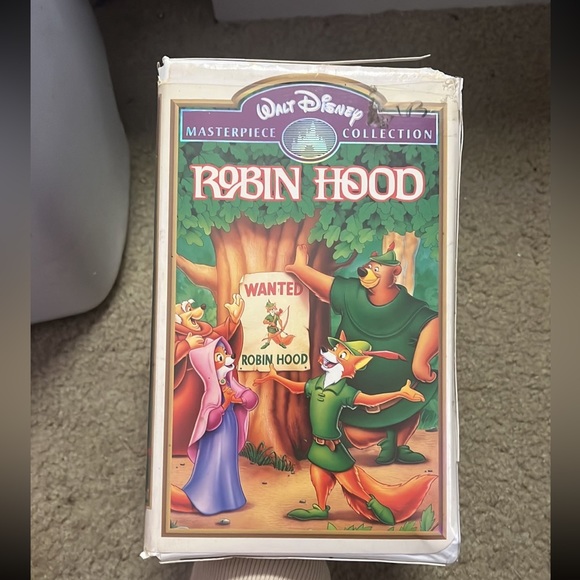 WALT DISNEY
MASTERPIECE COLLECTION
ROBIN HOOD
WANTED
ROBIN HOOD